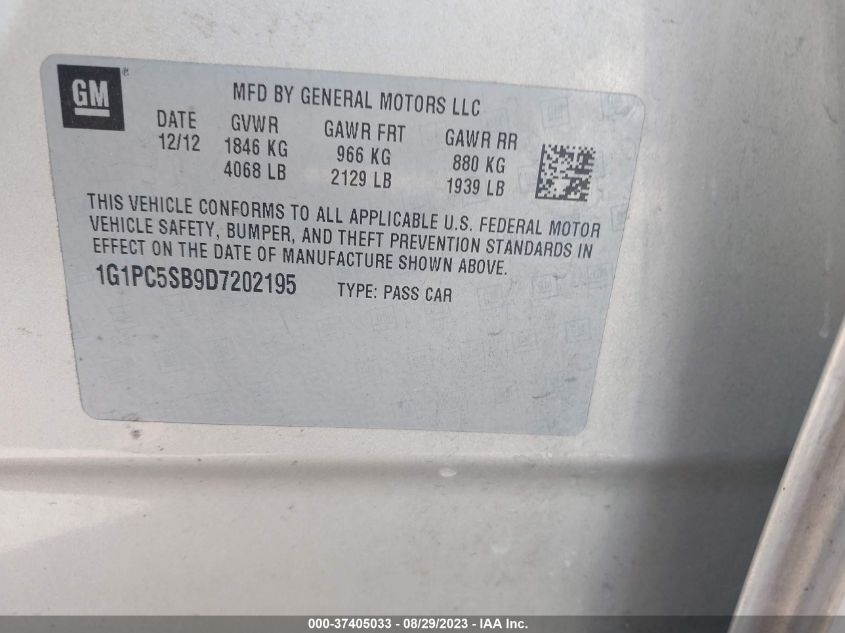 GM ®
MFD BY GENERAL MOTORS LLC
DATE GVWR GAWR FRT GAWR RR
12/12 1846 KG 966 KG 880 KG
4068 LB 2129 LB 1939 LB
THIS VEHICLE CONFORMS TO ALL APPLICABLE U.S. FEDERAL MOTOR
VEHICLE SAFETY, BUMPER, AND THEFT PREVENTION STANDARDS IN
EFFECT ON THE DATE OF MANUFACTURE SHOWN ABOVE.
1G1PC5SB9D7202195 TYPE: PASS CAR
000-37405033 - 08/29/2023 - © IAA Inc.